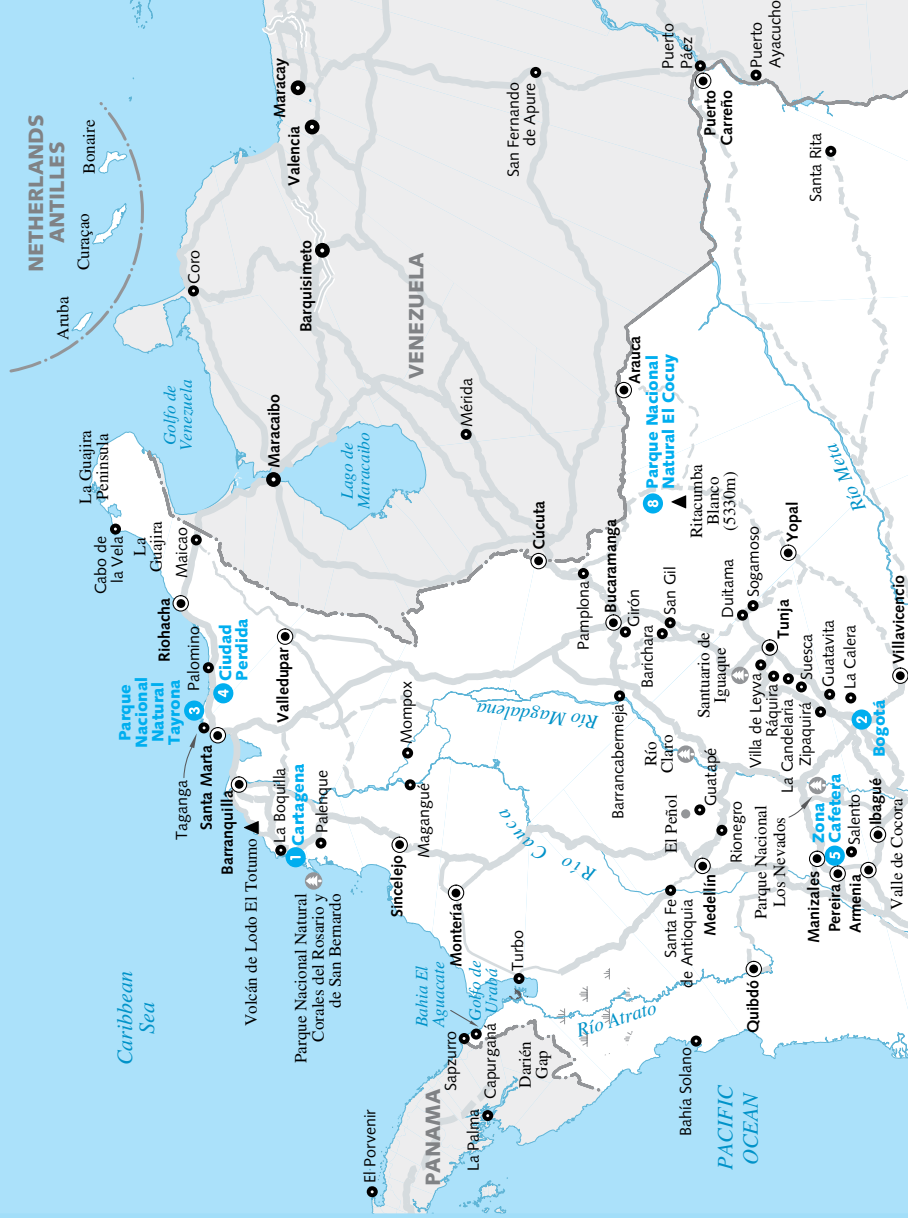 NETHERLANDS
ANTILLES
Aruba
Curaçao
Bonaire
Caribbean
Sea
La Guajira
Peninsula
Cabo de
la Vela
La
Guajira
Golfo de
Venezuela
Coro
Maracay
Valencia
Riohacha
Maicao
Palomino
Parque
Nacional
Natural
Tayrona
3
4
Ciudad
Perdida
Taganga
Santa Marta
Barranquilla
Maracaibo
Lago de
Maracaibo
Barquisimeto
Valledupar
Volcán de Lodo El Totumo
La Boquilla
1
Cartagena
Palenque
Parque Nacional Natural
Corales del Rosario y
de San Bernardo
VENEZUELA
El Porvenir
Sincelejo
Magangué
Mompox
Mérida
San Fernando
de Apure
Montería
Bahía El
Aguacate
Golfo de
Urabá
Turbo
Sapzurro
Capurganá
PANAMA
La Palma
Darién
Gap
Río Magdalena
Río Cauca
Cúcuta
Pamplona
Bucaramanga
Girón
Barichara
San Gil
Arauca
8
Parque Nacional
Natural El Cocuy
Ritacumba
Blanco
(5330m)
Puerto
Páez
Puerto
Carreño
Puerto
Ayacucho
Santa Rita
Río Atrato
Barrancabermeja
Río
Claro
El Peñol
Guatapé
Santa Fe
de Antioquia
Medellín
Rionegro
Bahía Solano
Quibdó
PACIFIC
OCEAN
Santuario de
Iguaque
Duitama
Sogamoso
Yopal
Tunja
Villa de Leyva
Ráquira
La Candelaria
Suesca
Zipaquirá
Guatavita
La Calera
2
Bogotá
Villavicencio
Río Meta
Parque Nacional
Los Nevados
Manizales
Zona
Cafetera
5
Pereira
Salento
Armenia
Ibagué
Valle de Cocora